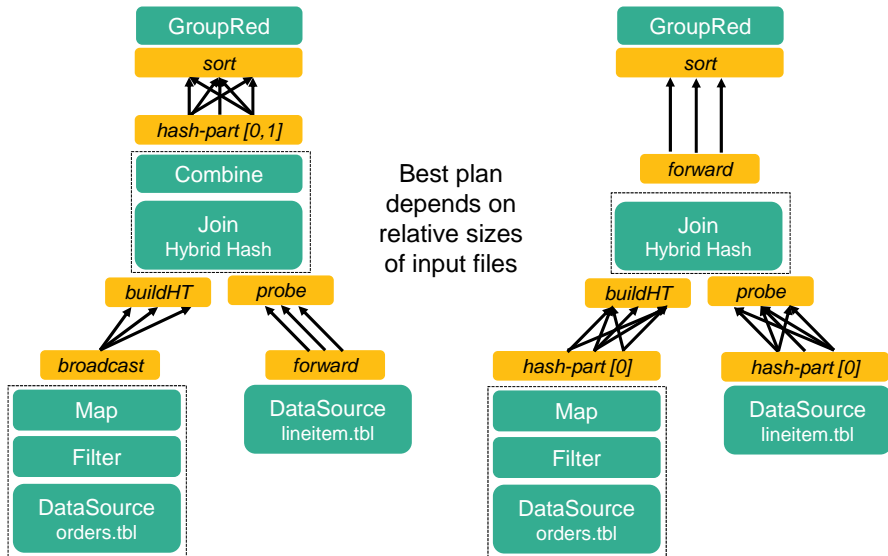 GroupRed
sort
hash-part [0,1]
Combine
Join
Hybrid Hash
buildHT
probe
broadcast
forward
Map
Filter
DataSource
orders.tbl
DataSource
lineitem.tbl
Best plan
depends on
relative sizes
of input files
GroupRed
sort
forward
Join
Hybrid Hash
buildHT
probe
hash-part [0]
hash-part [0]
Map
Filter
DataSource
orders.tbl
DataSource
lineitem.tbl